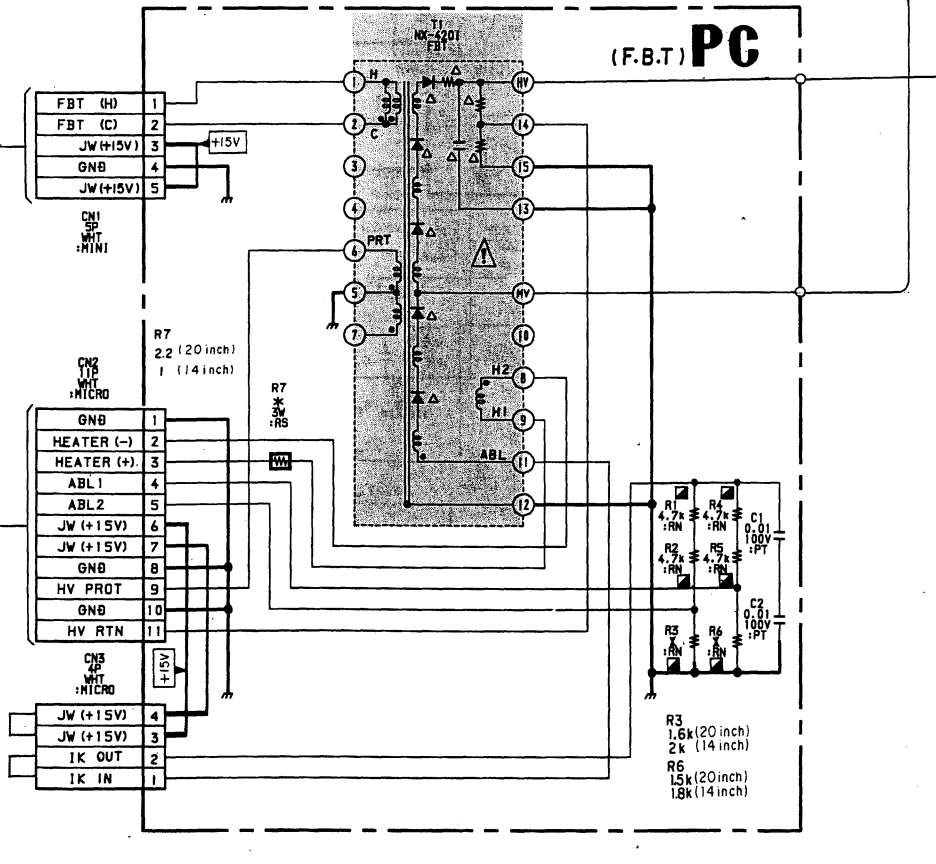 T1
NX-4201
FBT
(F.B.T) PC
FBT (H) 1
FBT (C) 2
JW(+15V) 3
GND 4
JW(+15V) 5
+15V
CN1
5P
WHT
:MINI
1 H
2 C
3
4
6 PRT
5
7
HV
14
15
13
MV
10
H2 8
H1 9
ABL 11
12
R7
2.2 (20 inch)
1 (14 inch)
R7
*
3W
:RS
CN2
11P
WHT
:MICRO
GND 1
HEATER (-) 2
HEATER (+) 3
ABL1 4
ABL2 5
JW (+15V) 6
JW (+15V) 7
GND 8
HV PROT 9
GND 10
HV RTN 11
+15V
CN3
4P
WHT
:MICRO
JW (+15V) 4
JW (+15V) 3
IK OUT 2
IK IN 1
R1
4.7k
:RN
R4
4.7k
:RN
C1
0.01
100V
:PT
R2
4.7k
:RN
R5
4.7k
:RN
C2
0.01
100V
:PT
R3
*
:RN
R6
*
:RN
R3
1.6k (20 inch)
2k (14 inch)
R6
1.5k (20 inch)
1.8k (14 inch)